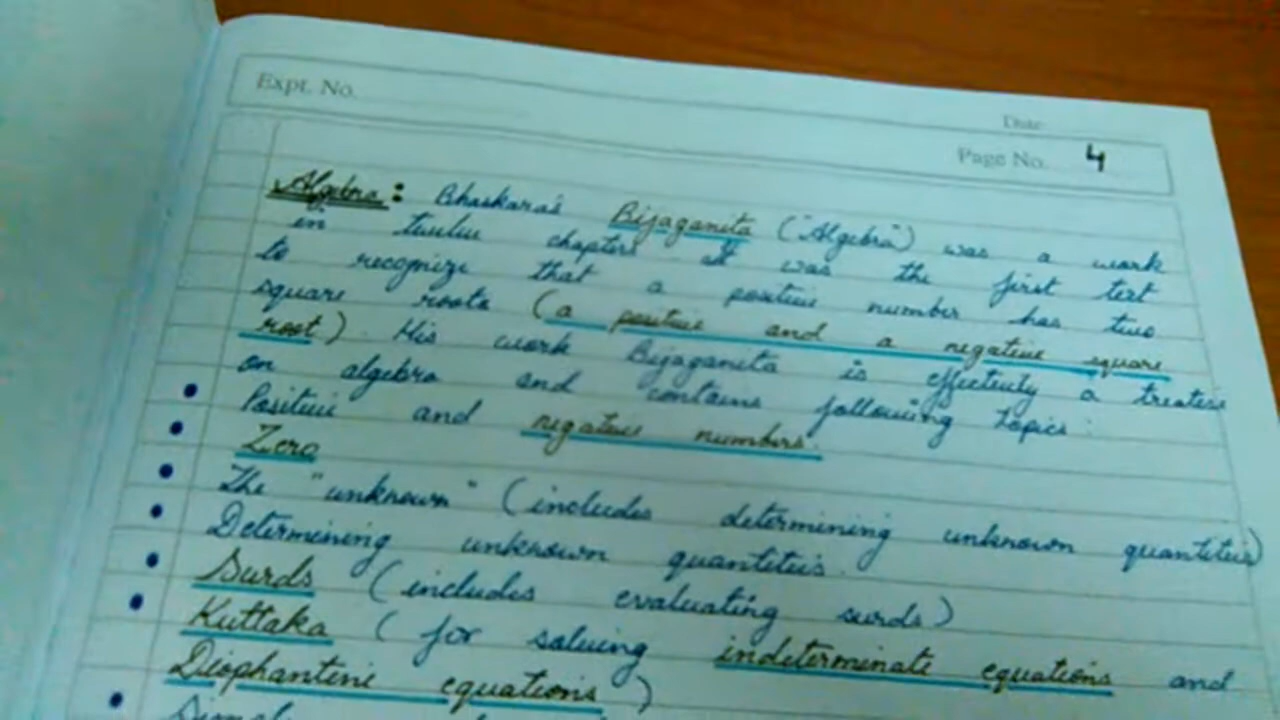 Expt. No.
Date
Page No. 4
Algebra: Bhaskara's Bijaganita ("Algebra") was a work
in twelve chapters It was the first text
to recognize that a positive number has two
square roots (a positive and a negative square
root). His work Bijaganita is effectively a treatise
on algebra and contains following topics:
• Positive and negative numbers.
• Zero
• The "unknown" (includes determining unknown quantities)
• Determining unknown quantities.
• Surds (includes evaluating surds)
• Kuttaka (for solving indeterminate equations and
Diophantine equations)
•